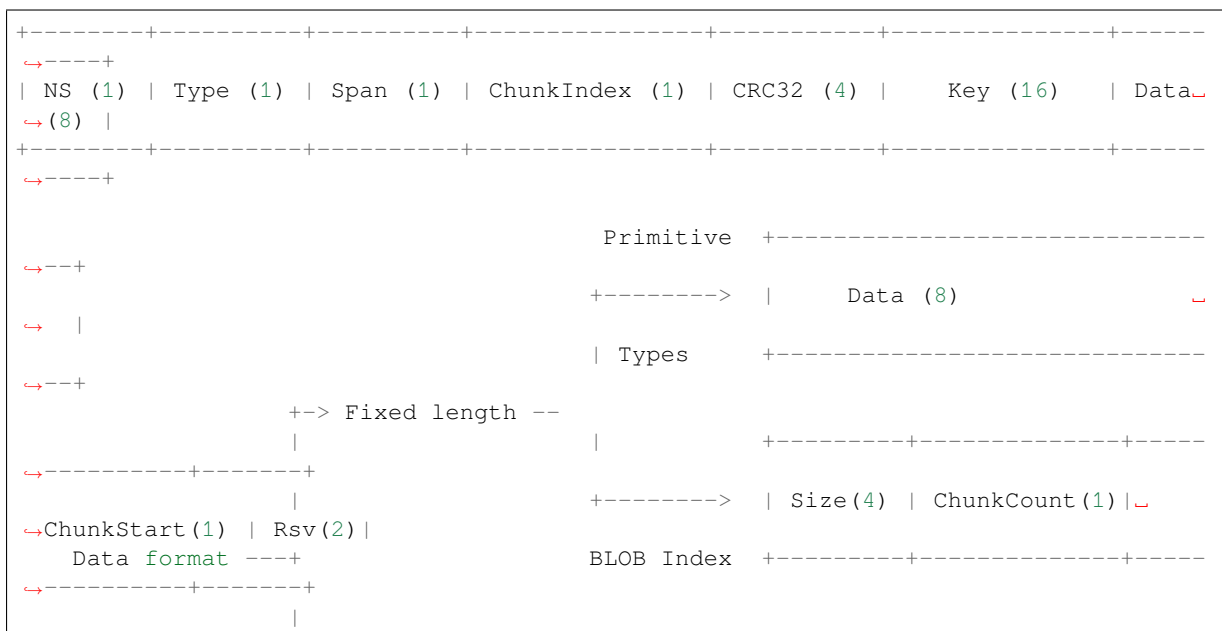 +--------+----------+----------+---------------+-----------+--------------+------
↪----+
| NS (1) | Type (1) | Span (1) | ChunkIndex (1) | CRC32 (4) |    Key (16)   | Data␣
↪(8) |
+--------+----------+----------+---------------+-----------+--------------+------
↪----+
Primitive  +------------------------------
↪--+
+-------->  |     Data (8)                ␣
↪  |
| Types     +------------------------------
↪--+
+-> Fixed length --
|                    |           +---------+--------------+-----
↪----------+-------+
|                    +-------->  | Size(4) | ChunkCount(1)|␣
↪ChunkStart(1) | Rsv(2)|
Data format ---+                    BLOB Index  +---------+--------------+-----
↪----------+-------+
|